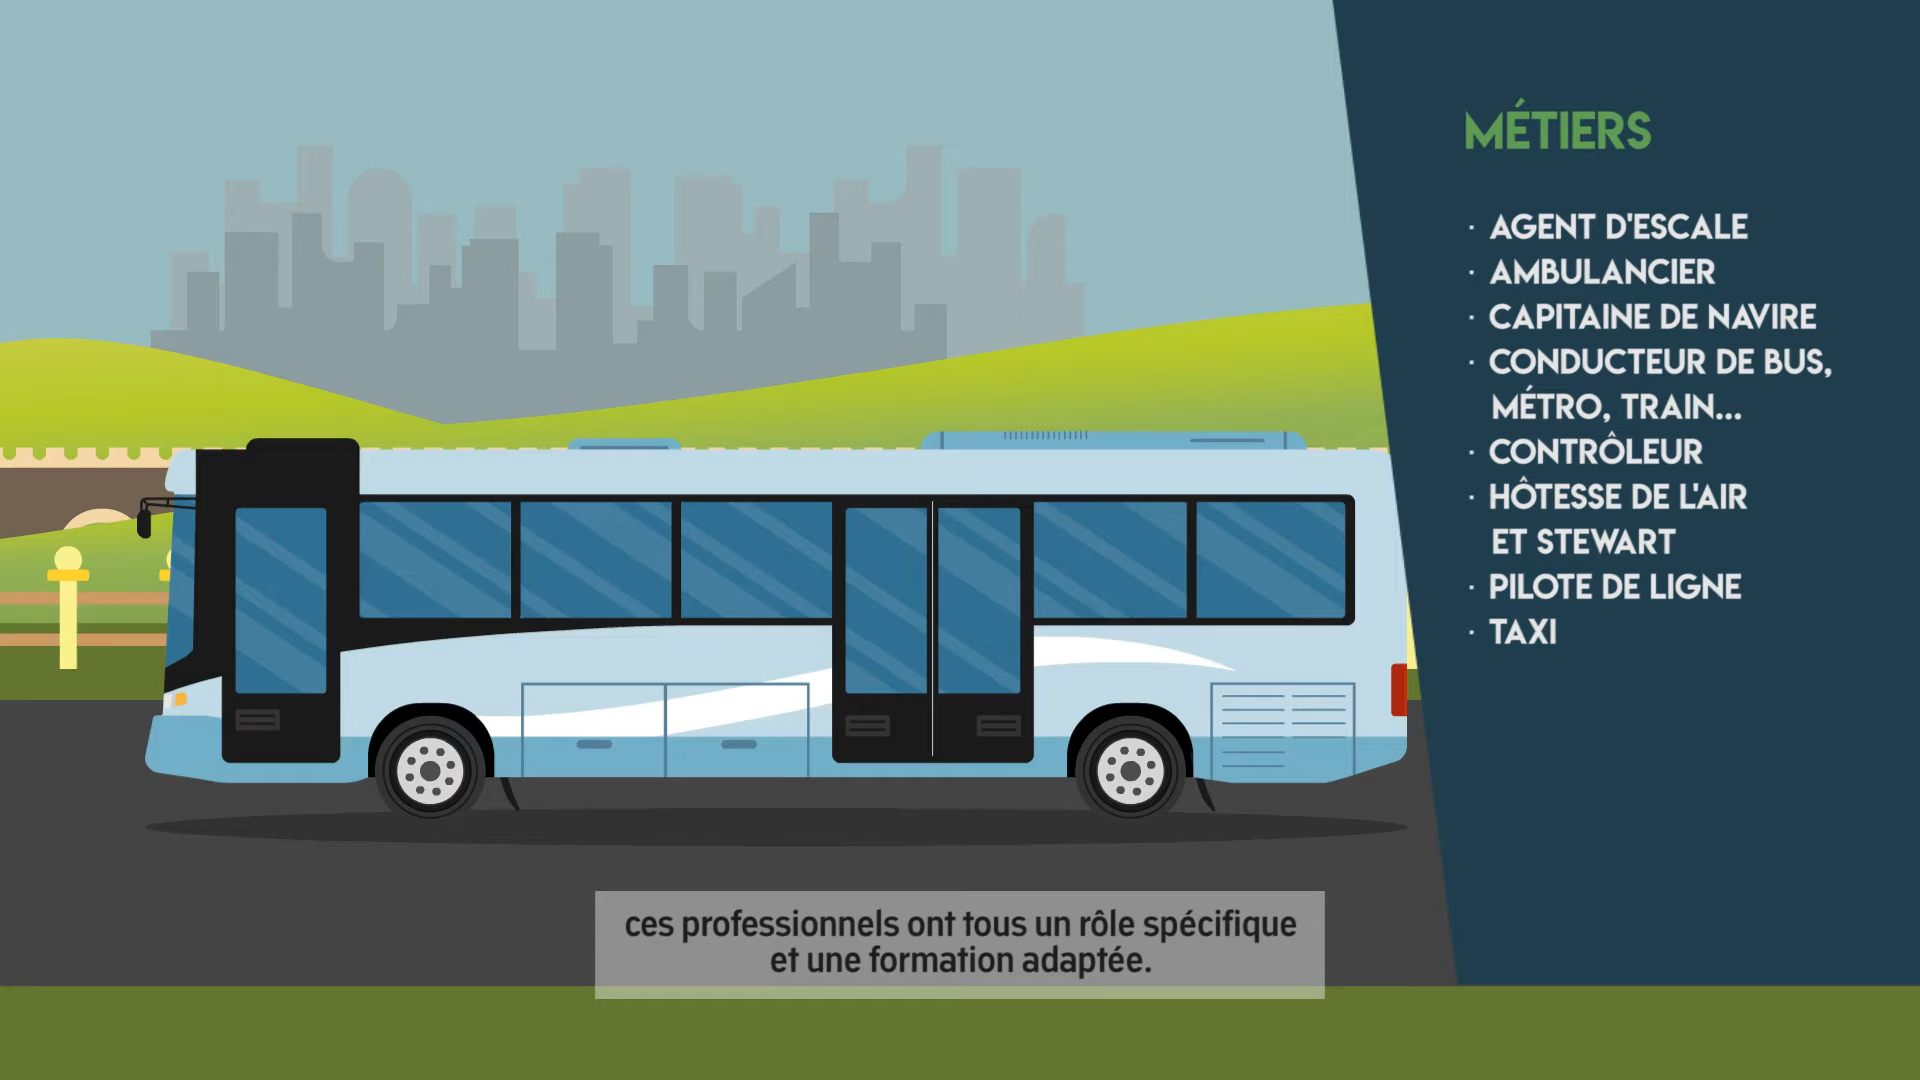 MÉTIERS
· AGENT D'ESCALE
· AMBULANCIER
· CAPITAINE DE NAVIRE
· CONDUCTEUR DE BUS,
MÉTRO, TRAIN...
· CONTRÔLEUR
· HÔTESSE DE L'AIR
ET STEWART
· PILOTE DE LIGNE
· TAXI
ces professionnels ont tous un rôle spécifique
et une formation adaptée.